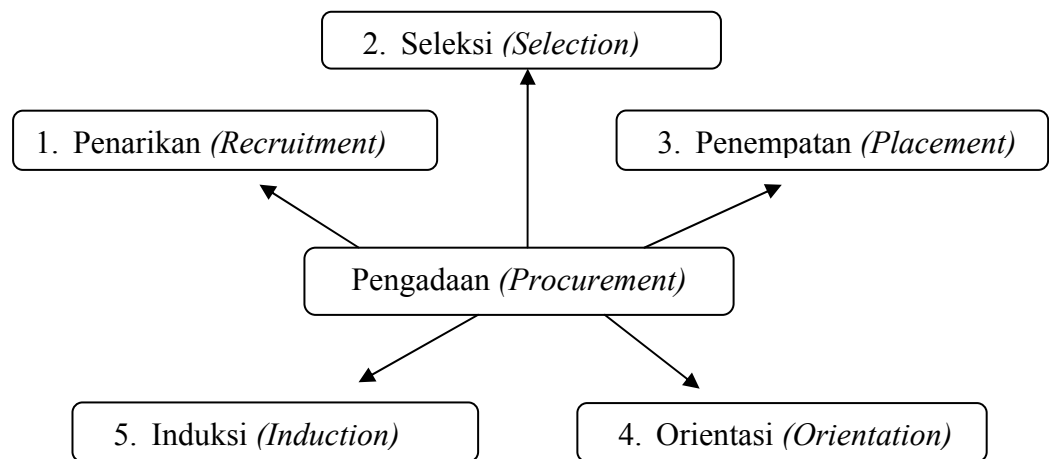 2. Seleksi (Selection)
1. Penarikan (Recruitment)
3. Penempatan (Placement)
Pengadaan (Procurement)
5. Induksi (Induction)
4. Orientasi (Orientation)